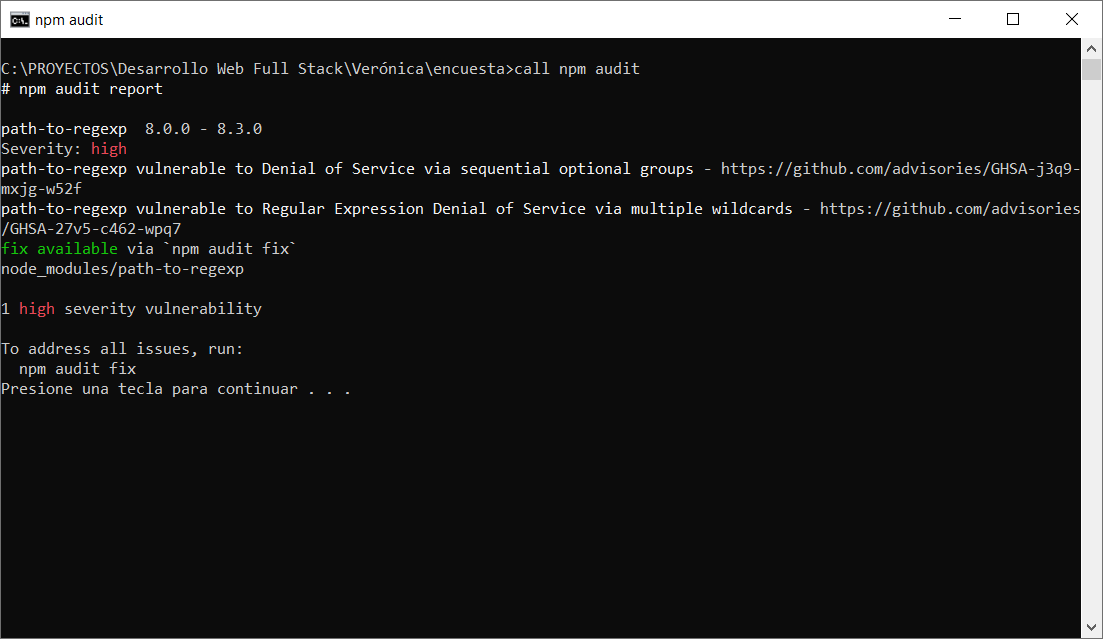 npm audit
C:\PROYECTOS\Desarrollo Web Full Stack\Verónica\encuesta>call npm audit
# npm audit report
path-to-regexp  8.0.0 - 8.3.0
Severity: high
path-to-regexp vulnerable to Denial of Service via sequential optional groups - https://github.com/advisories/GHSA-j3q9-
mxjg-w52f
path-to-regexp vulnerable to Regular Expression Denial of Service via multiple wildcards - https://github.com/advisories
/GHSA-27v5-c462-wpq7
fix available via `npm audit fix`
node_modules/path-to-regexp
1 high severity vulnerability
To address all issues, run:
  npm audit fix
Presione una tecla para continuar . . .